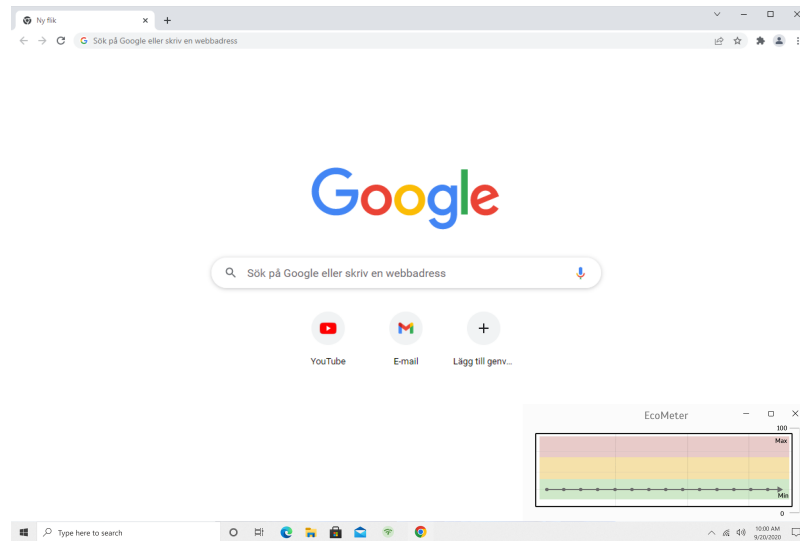 Ny flik
Sök på Google eller skriv en webbadress
Google
Sök på Google eller skriv en webbadress
YouTube
E-mail
Lägg till genv...
EcoMeter
100
Max
Min
0
Type here to search
10:00 AM
9/20/2020